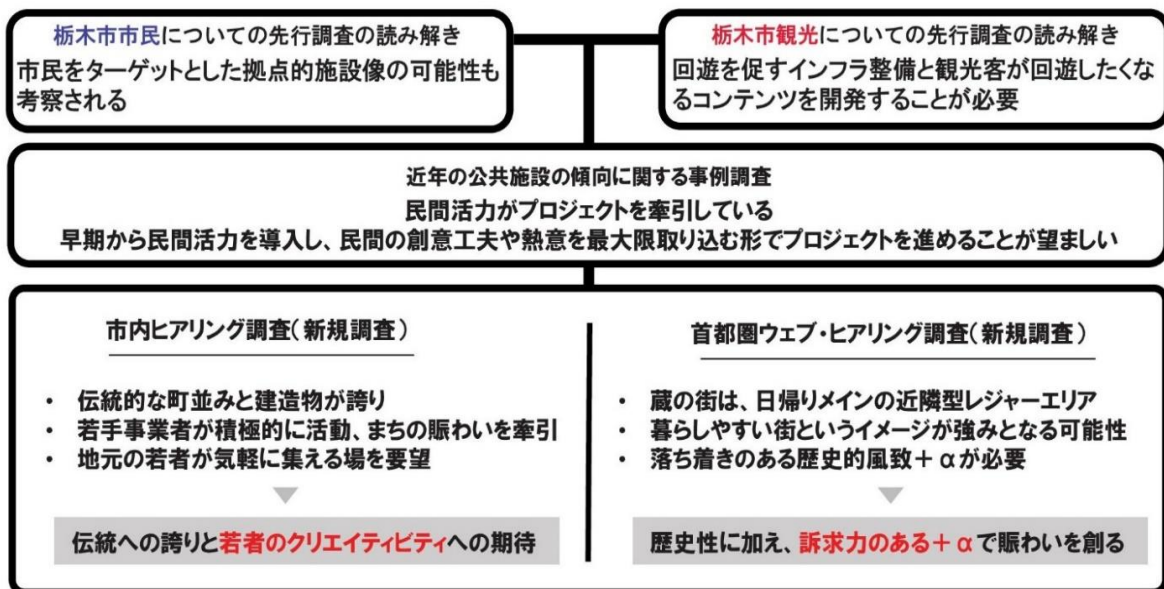 栃木市市民についての先行調査の読み解き
市民をターゲットとした拠点的施設像の可能性も
考察される
栃木市観光についての先行調査の読み解き
回遊を促すインフラ整備と観光客が回遊したくな
るコンテンツを開発することが必要
近年の公共施設の傾向に関する事例調査
民間活力がプロジェクトを牽引している
早期から民間活力を導入し、民間の創意工夫や熱意を最大限取り込む形でプロジェクトを進めることが望ましい
市内ヒアリング調査(新規調査)
・ 伝統的な町並みと建造物が誇り
・ 若手事業者が積極的に活動、まちの賑わいを牽引
・ 地元の若者が気軽に集える場を要望
伝統への誇りと若者のクリエイティビティへの期待
首都圏ウェブ・ヒアリング調査(新規調査)
・ 蔵の街は、日帰りメインの近隣型レジャーエリア
・ 暮らしやすい街というイメージが強みとなる可能性
・ 落ち着きのある歴史的風致+αが必要
歴史性に加え、訴求力のある+αで賑わいを創る